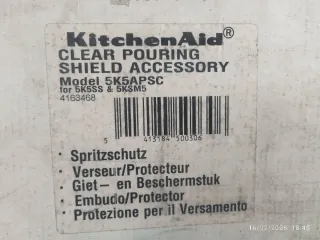 KitchenAid®
CLEAR POURING
SHIELD ACCESSORY
Model 5K5APSC
for 5K5SS & 5KSM5
4163468
5 413184 500306
· Spritzschutz
· Verseur/Protecteur
· Giet- en Beschermstuk
· Embudo/Protector
· Protezione per il Versamento